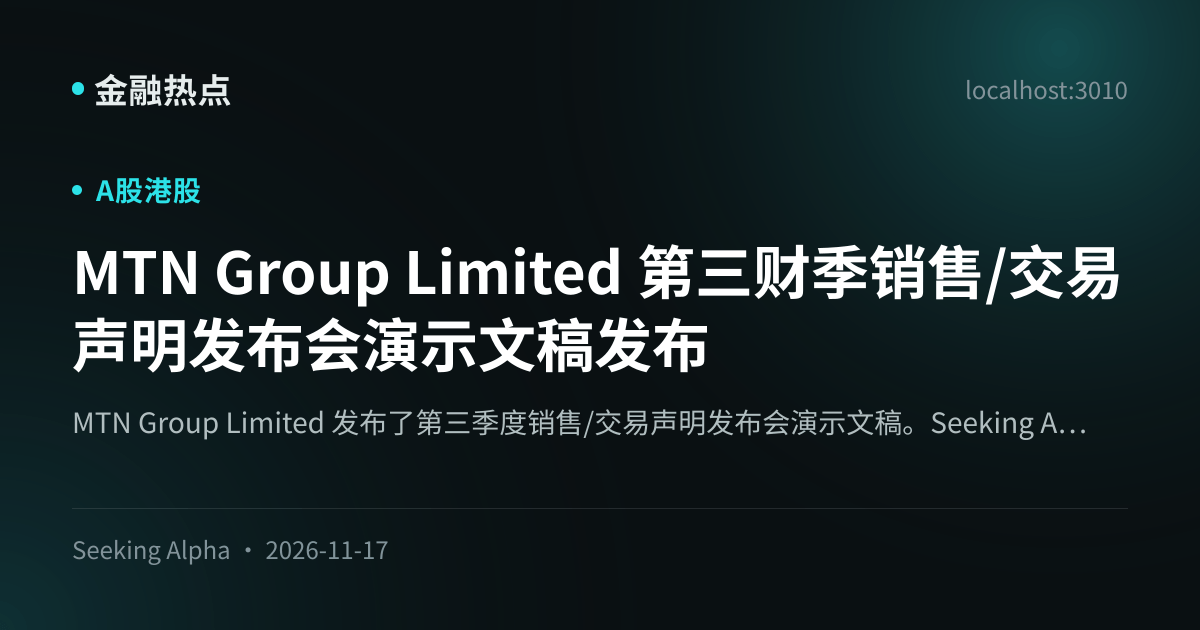 金融热点
localhost:3010
A股港股
MTN Group Limited 第三财季销售/交易
声明发布会演示文稿发布
MTN Group Limited 发布了第三季度销售/交易声明发布会演示文稿。Seeking A…
Seeking Alpha · 2026-11-17